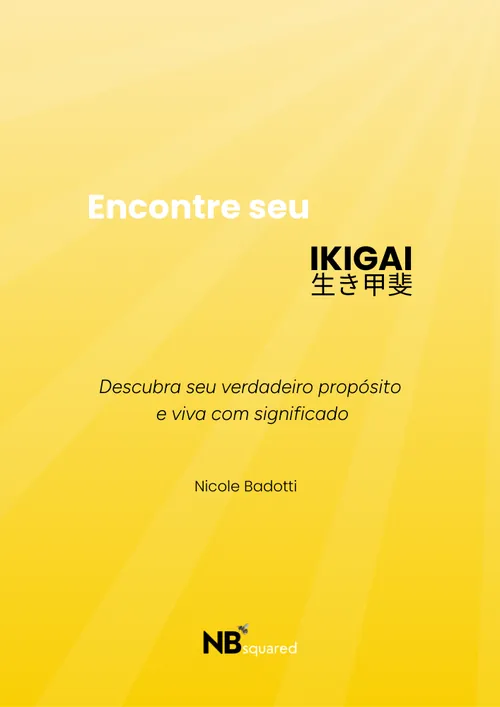 Encontre seu
IKIGAI
生き甲斐
Descubra seu verdadeiro propósito
e viva com significado
Nicole Badotti
NB squared